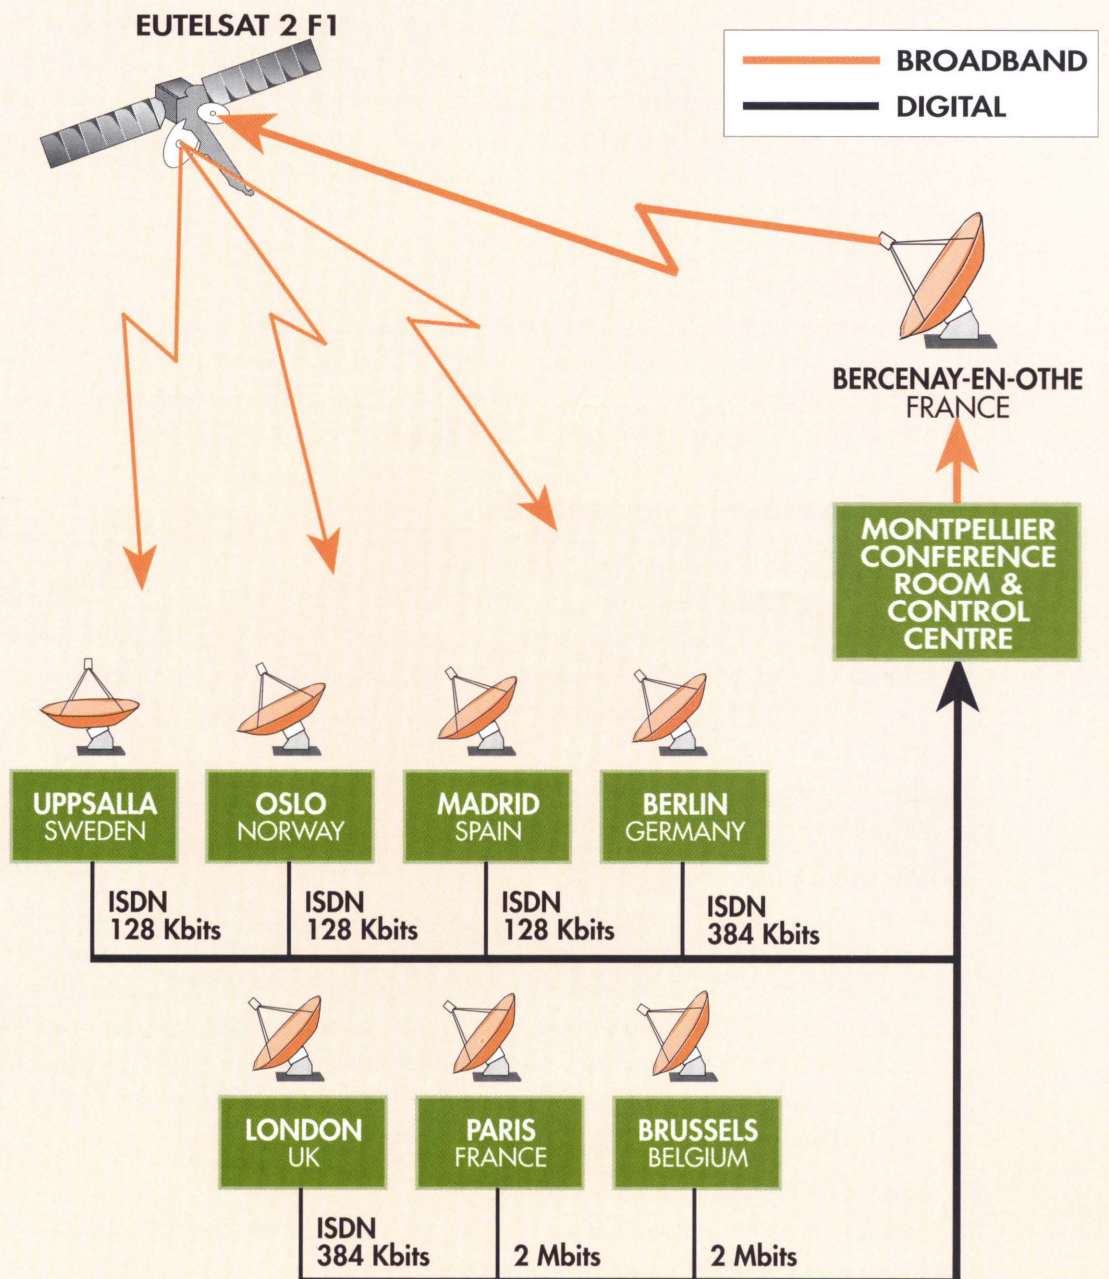 EUTELSAT 2 F1
BROADBAND
DIGITAL
BERCENAY-EN-OTHE
FRANCE
MONTPELLIER
CONFERENCE
ROOM &
CONTROL
CENTRE
UPPSALLA
SWEDEN
OSLO
NORWAY
MADRID
SPAIN
BERLIN
GERMANY
ISDN
128 Kbits
ISDN
128 Kbits
ISDN
128 Kbits
ISDN
384 Kbits
LONDON
UK
PARIS
FRANCE
BRUSSELS
BELGIUM
ISDN
384 Kbits
2 Mbits
2 Mbits